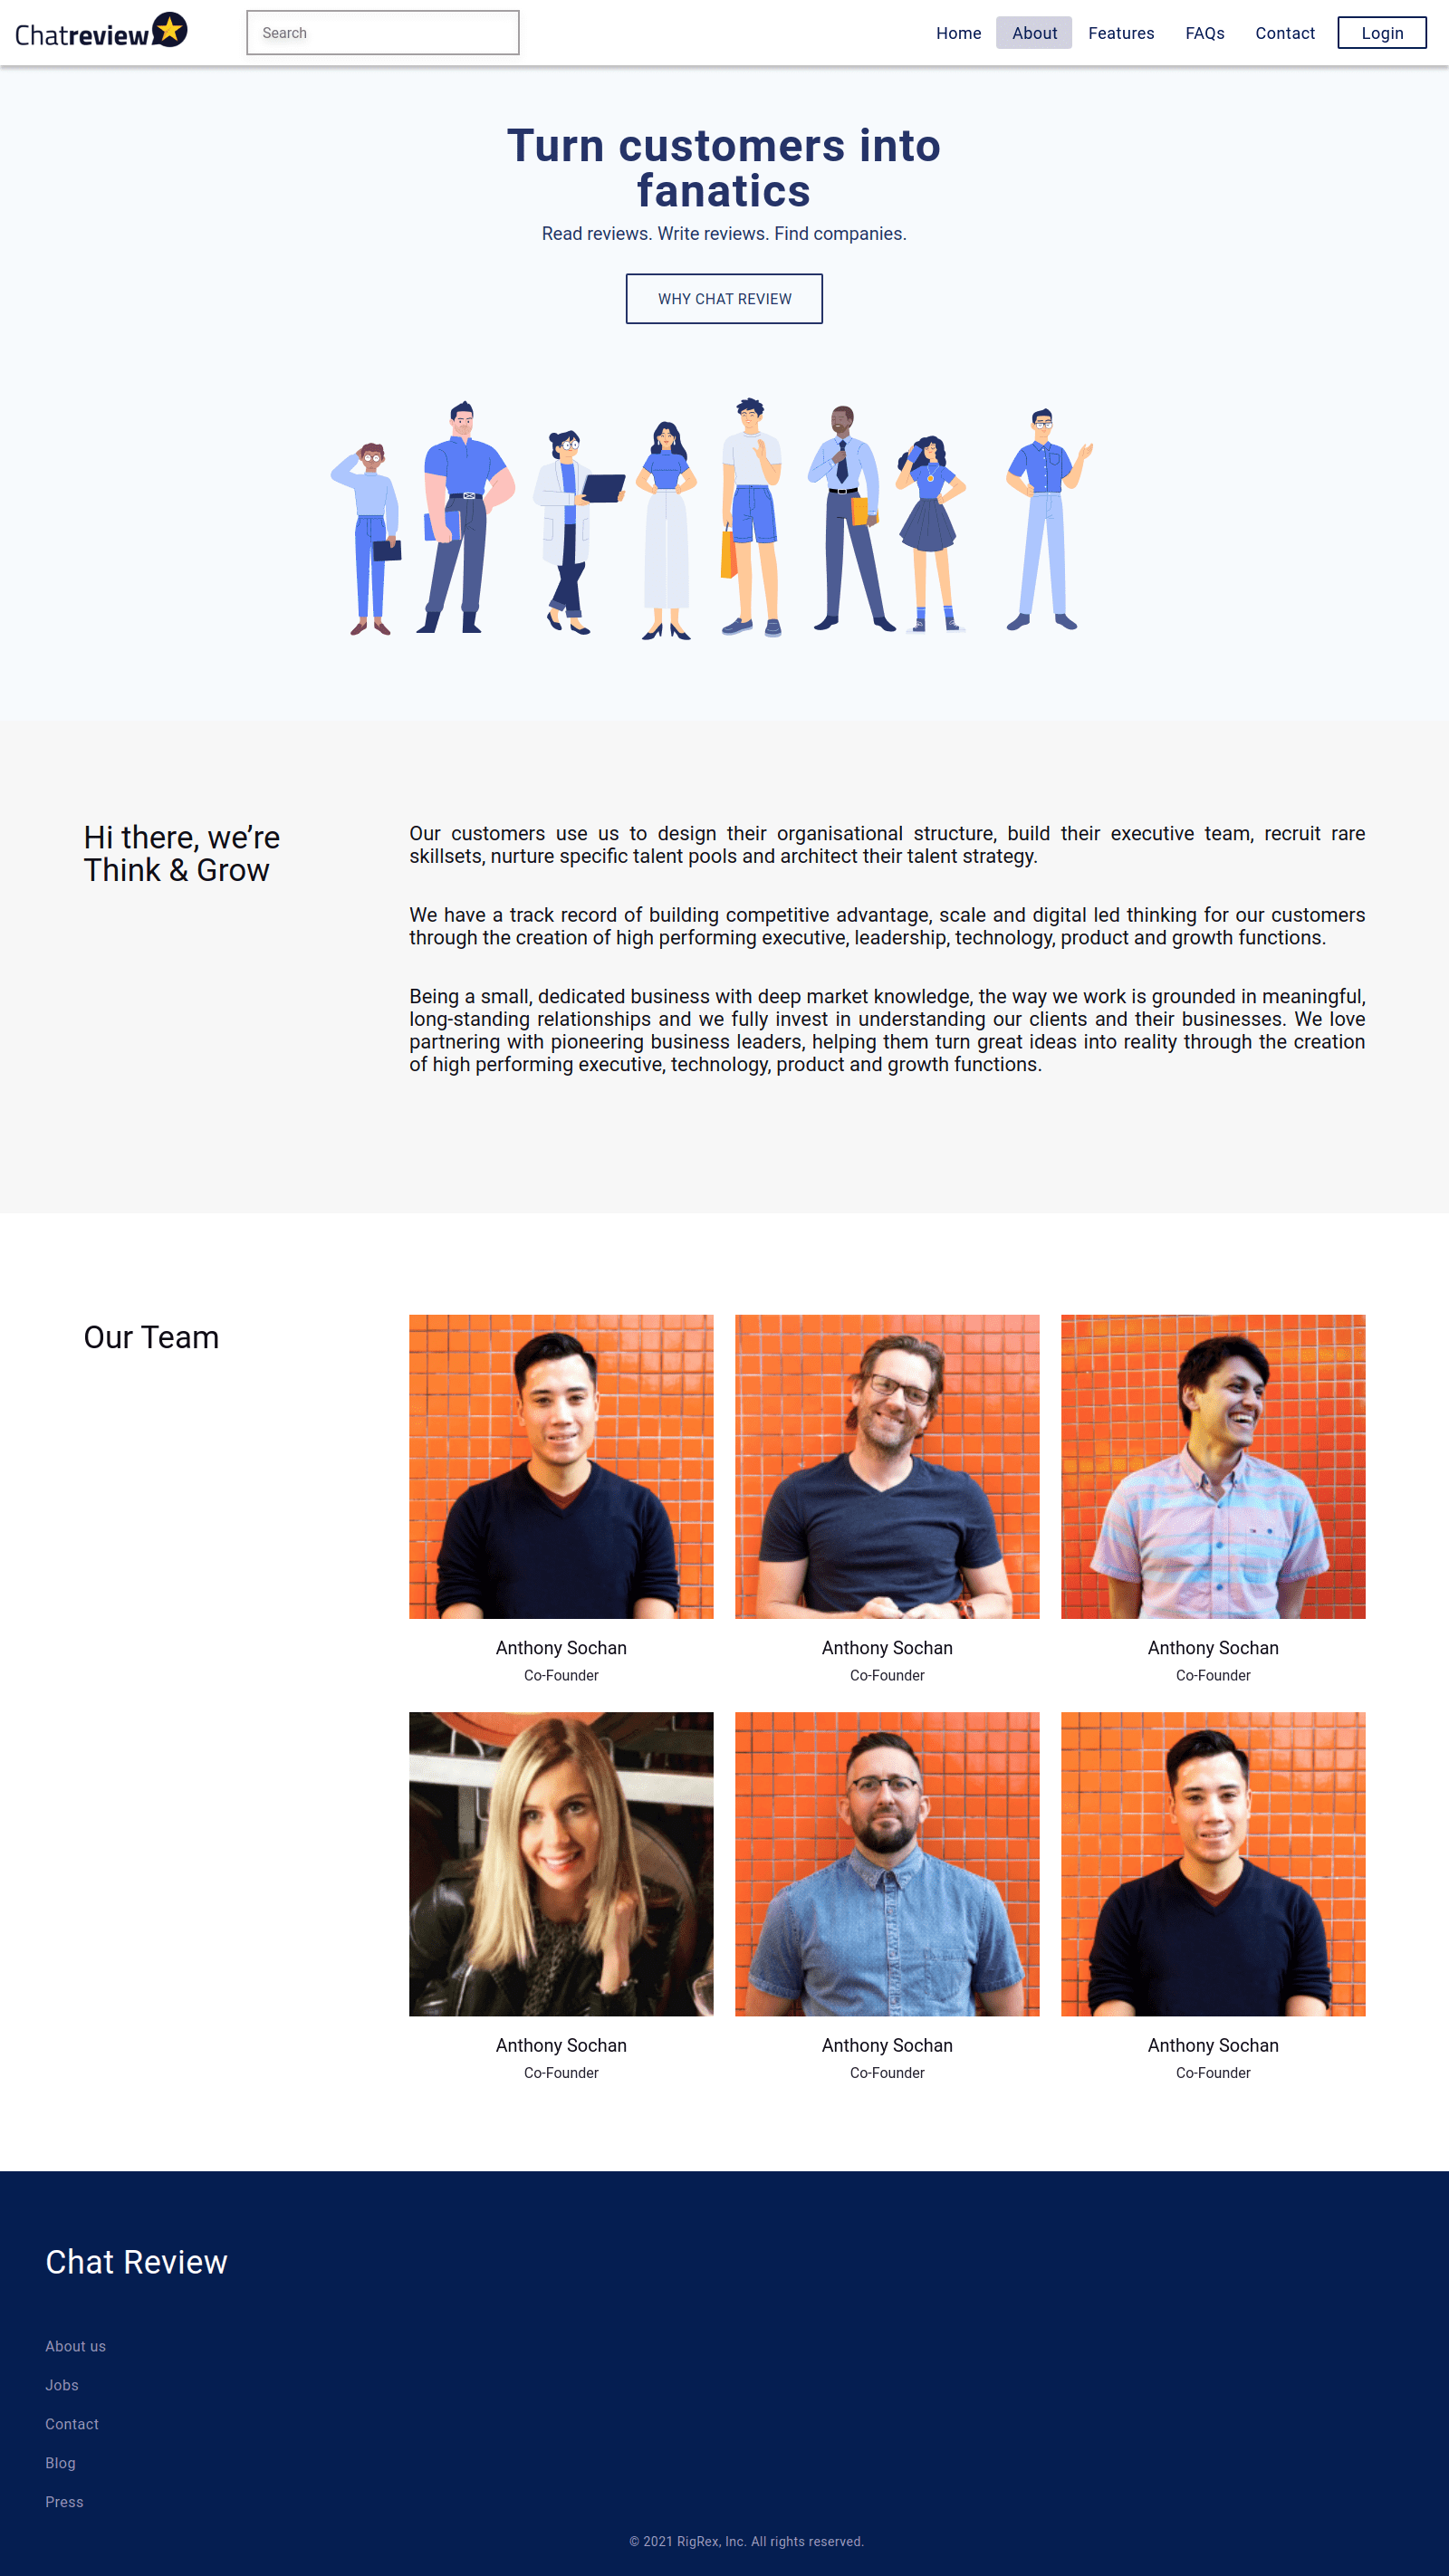 Chatreview
Search
Home
About
Features
FAQs
Contact
Login
Turn customers into
fanatics
Read reviews. Write reviews. Find companies.
WHY CHAT REVIEW
Hi there, we’re
Think & Grow
Our customers use us to design their organisational structure, build their executive team, recruit rare
skillsets, nurture specific talent pools and architect their talent strategy.
We have a track record of building competitive advantage, scale and digital led thinking for our customers
through the creation of high performing executive, leadership, technology, product and growth functions.
Being a small, dedicated business with deep market knowledge, the way we work is grounded in meaningful,
long-standing relationships and we fully invest in understanding our clients and their businesses. We love
partnering with pioneering business leaders, helping them turn great ideas into reality through the creation
of high performing executive, technology, product and growth functions.
Our Team
Anthony Sochan
Co-Founder
Anthony Sochan
Co-Founder
Anthony Sochan
Co-Founder
Anthony Sochan
Co-Founder
Anthony Sochan
Co-Founder
Anthony Sochan
Co-Founder
Chat Review
About us
Jobs
Contact
Blog
Press
© 2021 RigRex, Inc. All rights reserved.